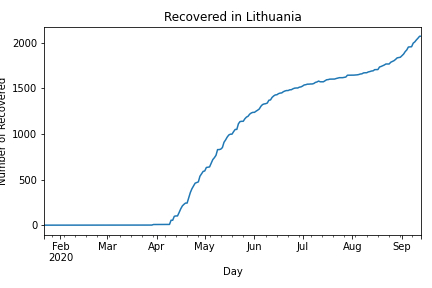 Recovered in Lithuania
Number of Recovered
2000
1500
1000
500
0
Feb
2020
Mar
Apr
May
Jun
Jul
Aug
Sep
Day